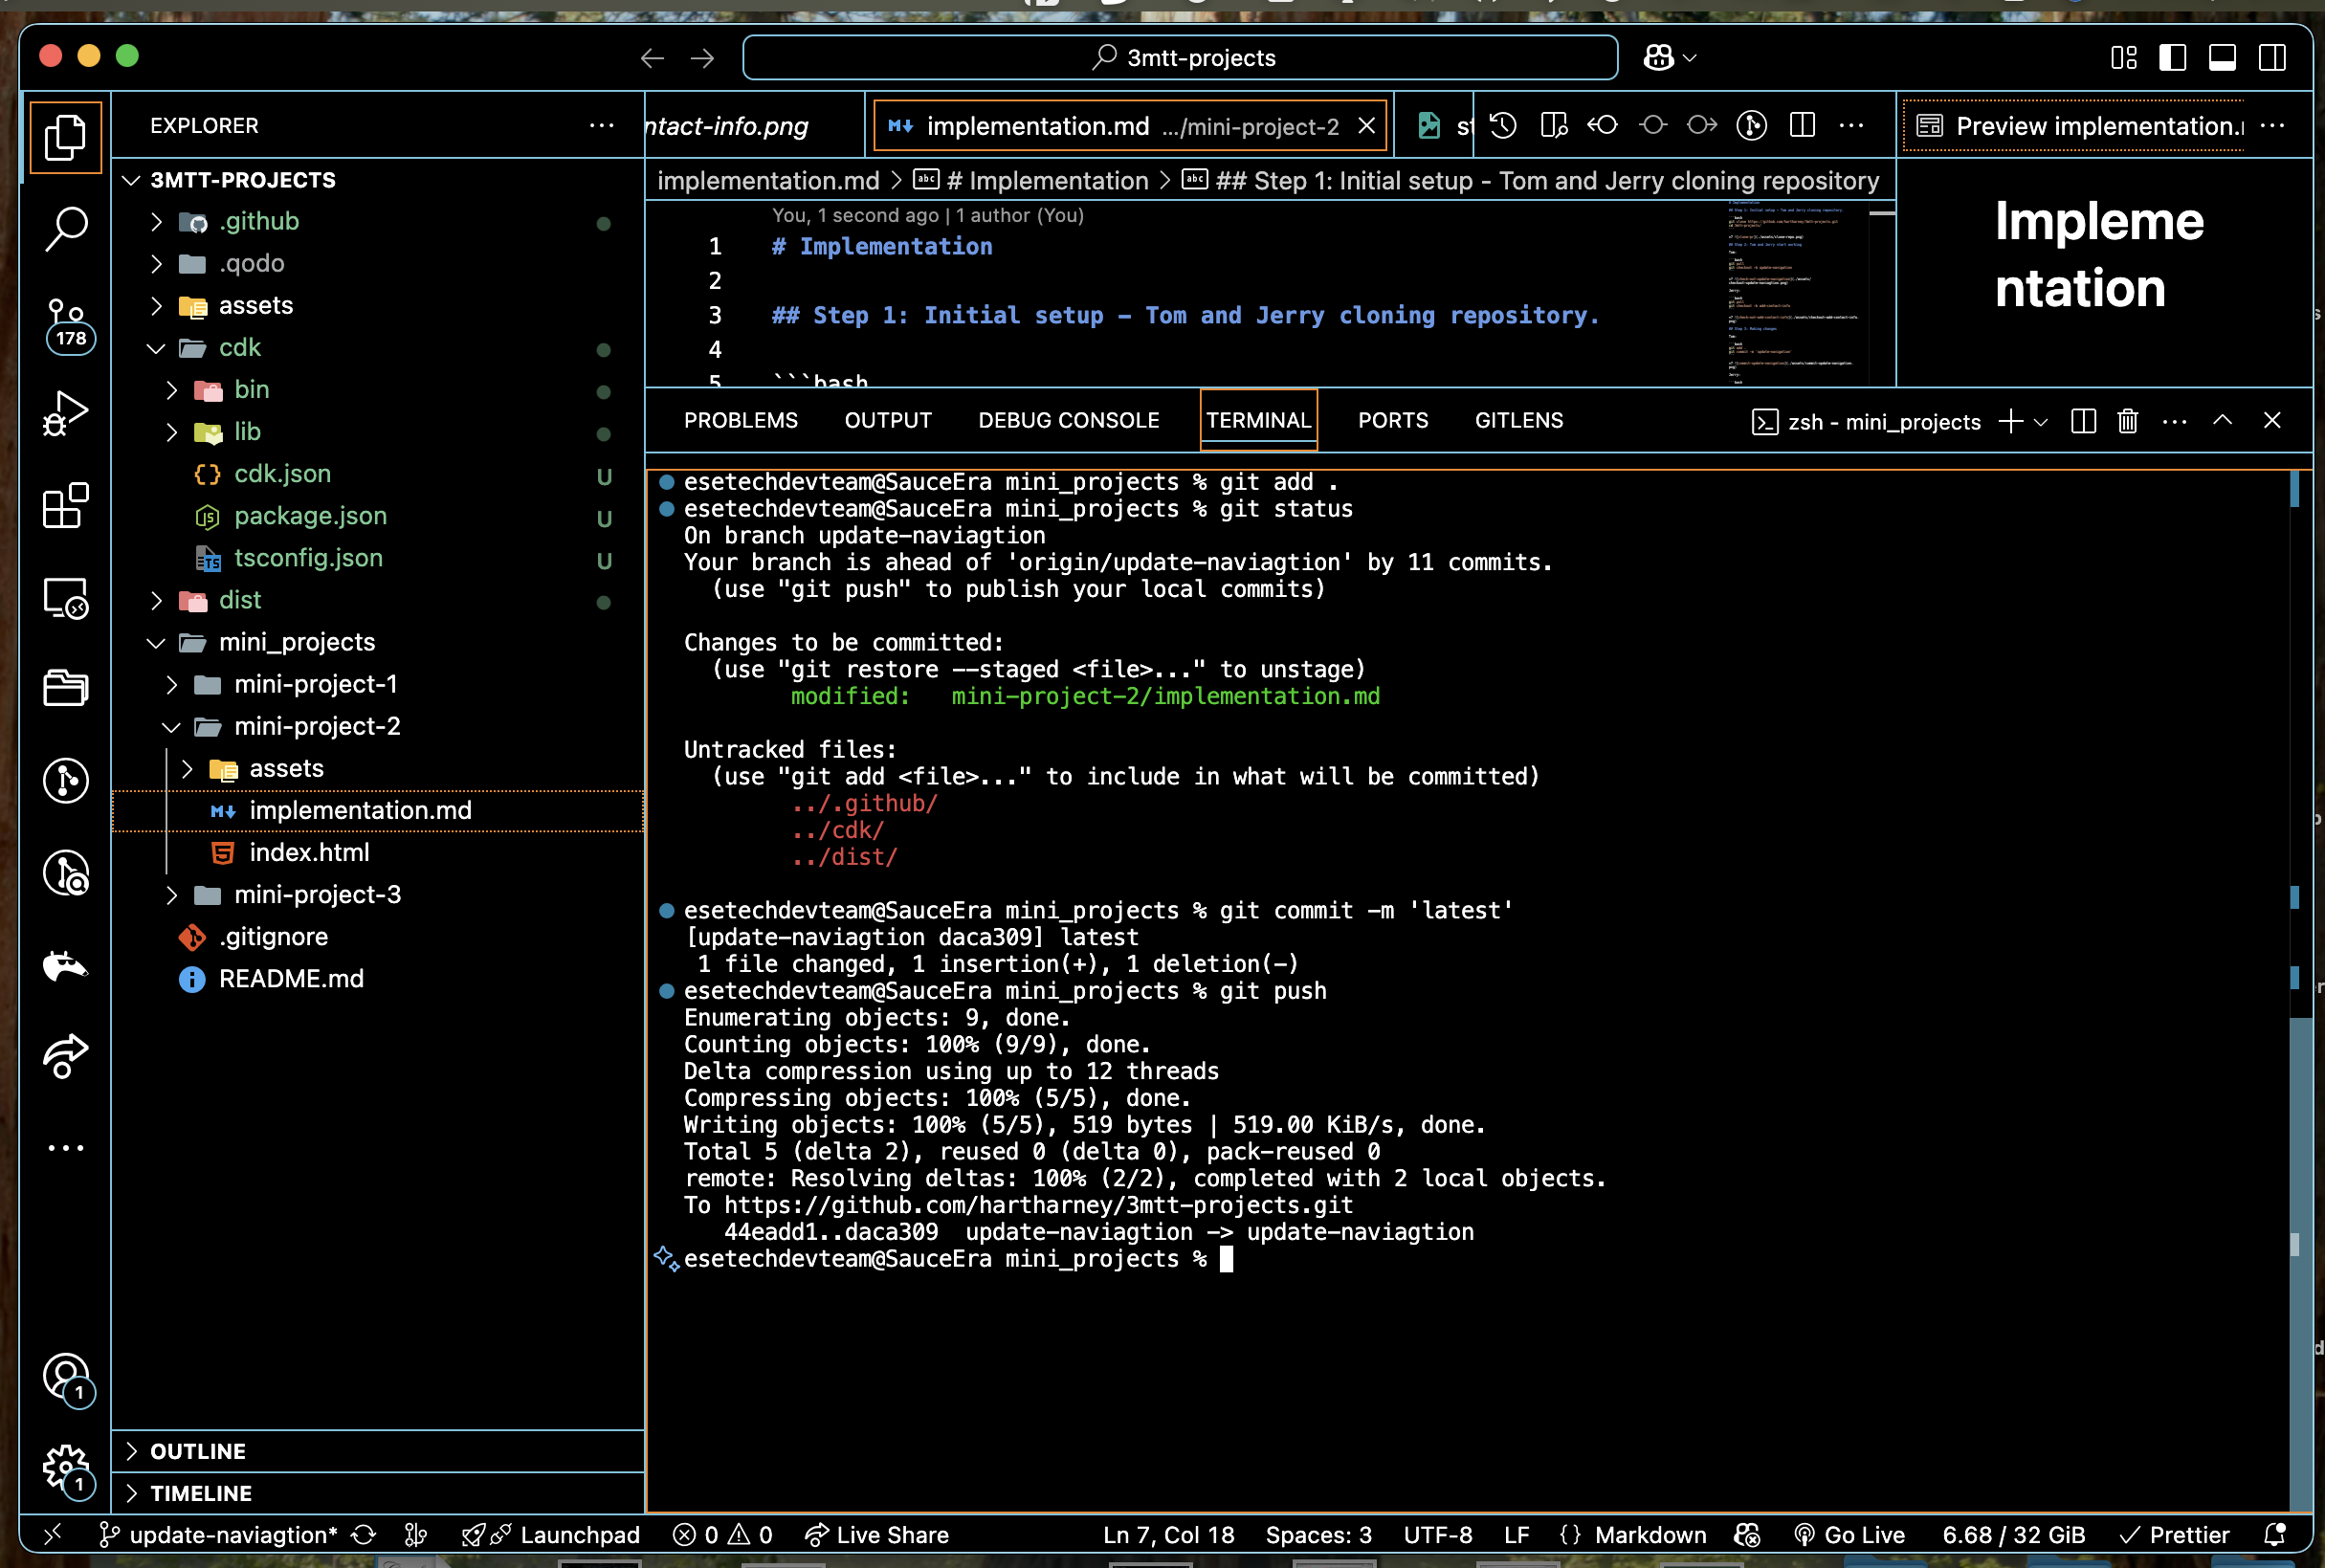 3mtt-projects
EXPLORER
ntact-info.png
implementation.md .../mini-project-2
st
Preview implementation.
3MTT-PROJECTS
.github
.qodo
assets
178
cdk
bin
lib
cdk.json U
package.json U
tsconfig.json U
dist
mini_projects
mini-project-1
mini-project-2
assets
implementation.md
index.html
mini-project-3
.gitignore
README.md
1
1
OUTLINE
TIMELINE
implementation.md > # Implementation > ## Step 1: Initial setup - Tom and Jerry cloning repository
You, 1 second ago | 1 author (You)
1 # Implementation
2
3 ## Step 1: Initial setup - Tom and Jerry cloning repository.
4
5 ```bash
Impleme
ntation
PROBLEMS OUTPUT DEBUG CONSOLE TERMINAL PORTS GITLENS
zsh - mini_projects
esetechdevteam@SauceEra mini_projects % git add .
esetechdevteam@SauceEra mini_projects % git status
On branch update-naviagtion
Your branch is ahead of 'origin/update-naviagtion' by 11 commits.
(use "git push" to publish your local commits)
Changes to be committed:
(use "git restore --staged <file>..." to unstage)
modified: mini-project-2/implementation.md
Untracked files:
(use "git add <file>..." to include in what will be committed)
../.github/
../cdk/
../dist/
esetechdevteam@SauceEra mini_projects % git commit -m 'latest'
[update-naviagtion daca309] latest
1 file changed, 1 insertion(+), 1 deletion(-)
esetechdevteam@SauceEra mini_projects % git push
Enumerating objects: 9, done.
Counting objects: 100% (9/9), done.
Delta compression using up to 12 threads
Compressing objects: 100% (5/5), done.
Writing objects: 100% (5/5), 519 bytes | 519.00 KiB/s, done.
Total 5 (delta 2), reused 0 (delta 0), pack-reused 0
remote: Resolving deltas: 100% (2/2), completed with 2 local objects.
To https://github.com/hartharney/3mtt-projects.git
44eadd1..daca309 update-naviagtion -> update-naviagtion
esetechdevteam@SauceEra mini_projects %
update-naviagtion* Launchpad 0 0 Live Share Ln 7, Col 18 Spaces: 3 UTF-8 LF {} Markdown Go Live 6.68 / 32 GiB Prettier